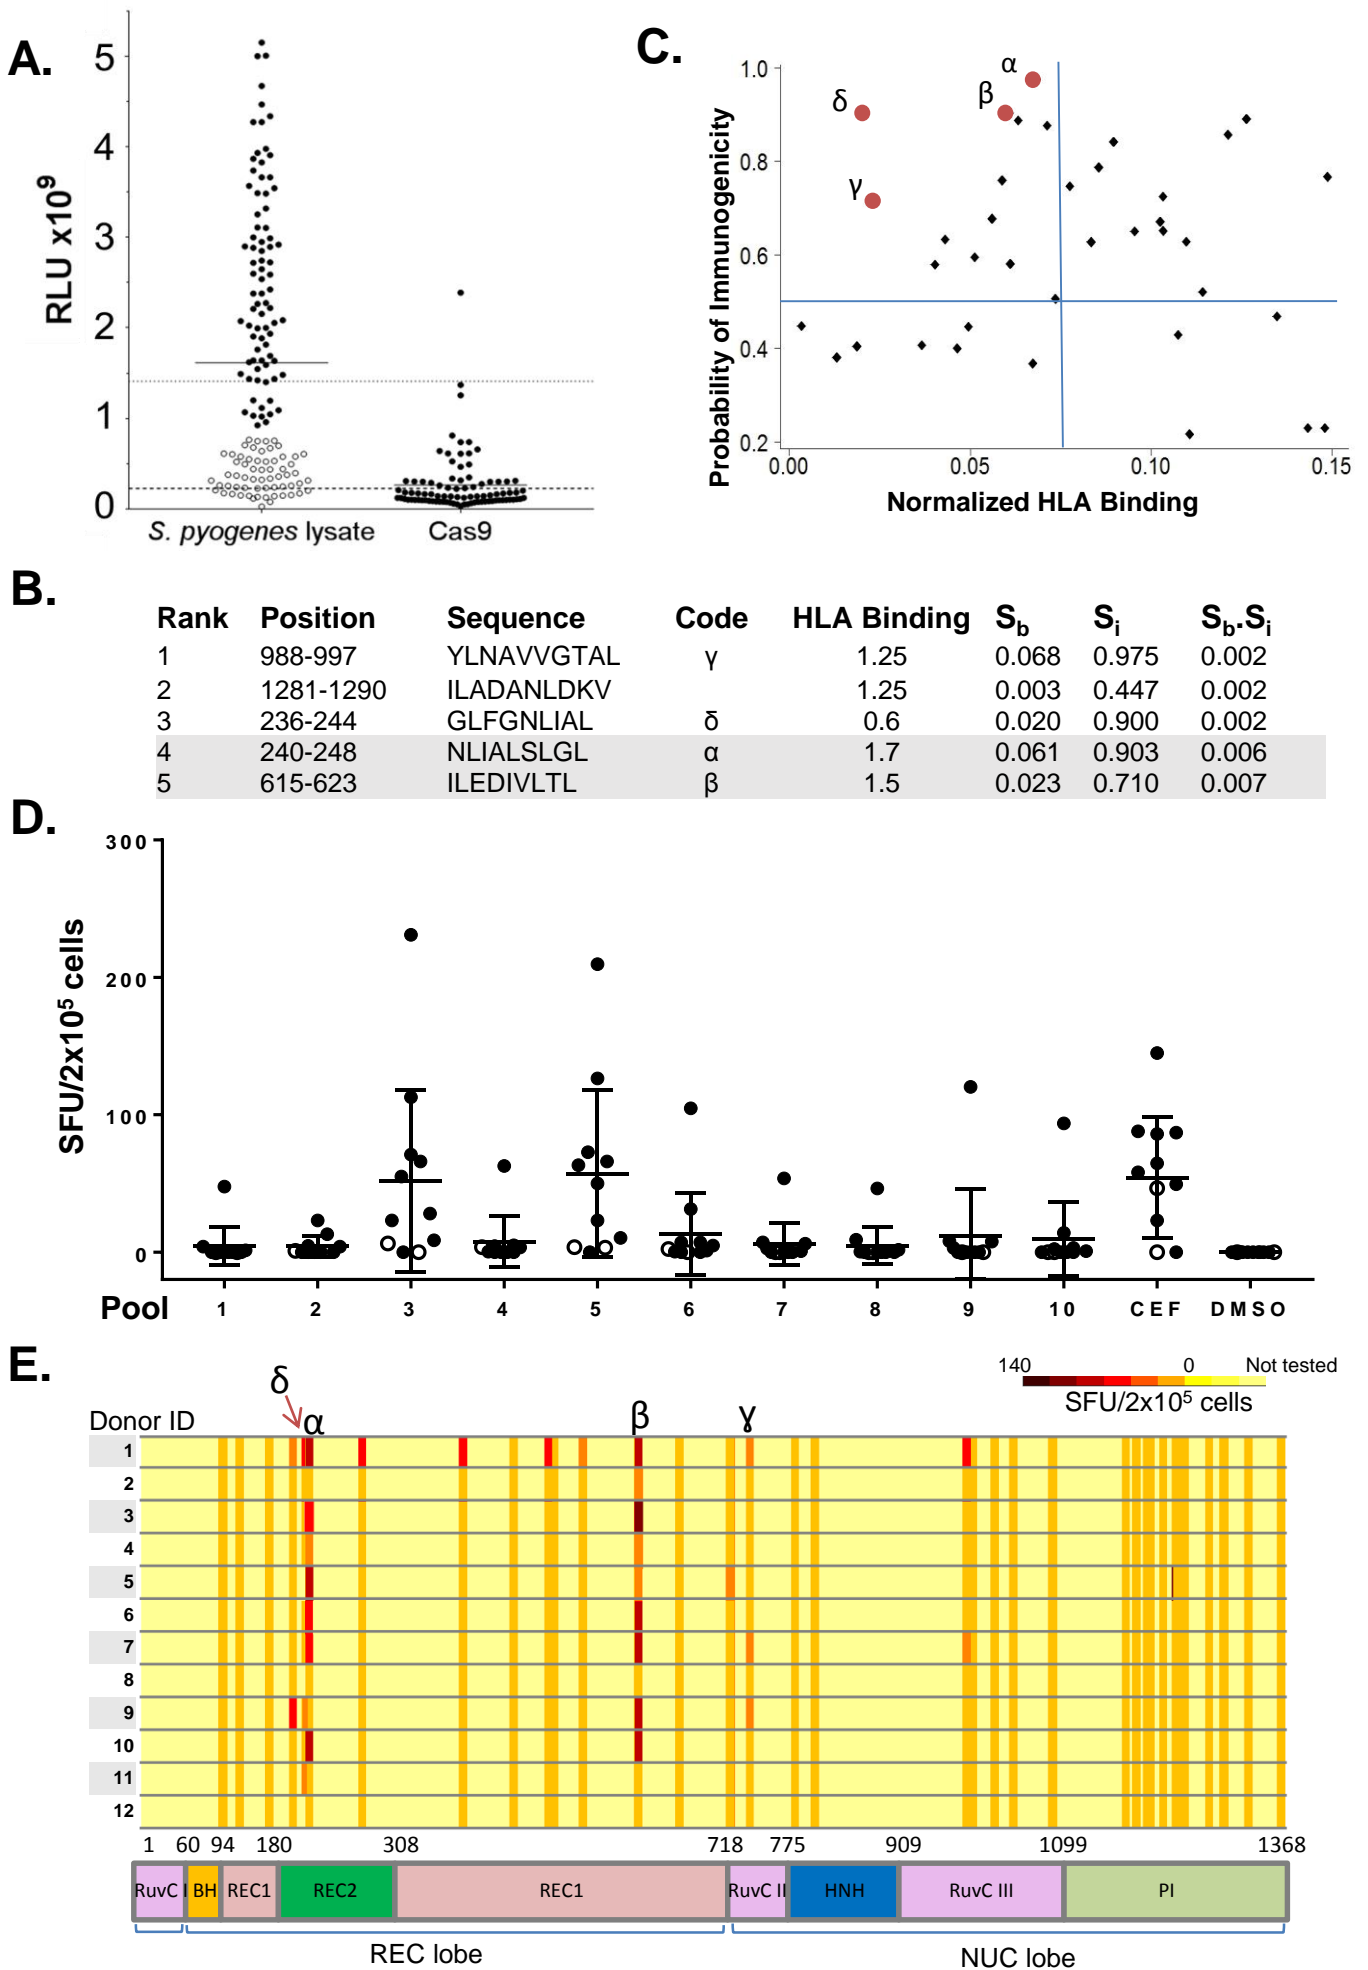 A.
RLU x10⁹
5
4
3
2
1
0
S. pyogenes lysate
Cas9
C.
Probability of Immunogenicity
1.0
0.8
0.6
0.4
0.2
α
β
δ
γ
0.00
0.05
0.10
0.15
Normalized HLA Binding
B.
Rank Position Sequence Code HLA Binding Sb Si Sb.Si
1 988-997 YLNAVVGTAL γ 1.25 0.068 0.975 0.002
2 1281-1290 ILADANLDKV 1.25 0.003 0.447 0.002
3 236-244 GLFGNLIAL δ 0.6 0.020 0.900 0.002
4 240-248 NLIALSLGL α 1.7 0.061 0.903 0.006
5 615-623 ILEDIVLTL β 1.5 0.023 0.710 0.007
D.
SFU/2x10⁵ cells
300
200
100
0
Pool 1 2 3 4 5 6 7 8 9 10 CEF DMSO
E.
140 0 Not tested
SFU/2x10⁵ cells
δ
α
β
ɣ
Donor ID
1
2
3
4
5
6
7
8
9
10
11
12
1 60 94 180 308 718 775 909 1099 1368
RuvC I BH REC1 REC2 REC1 RuvC II HNH RuvC III PI
REC lobe
NUC lobe